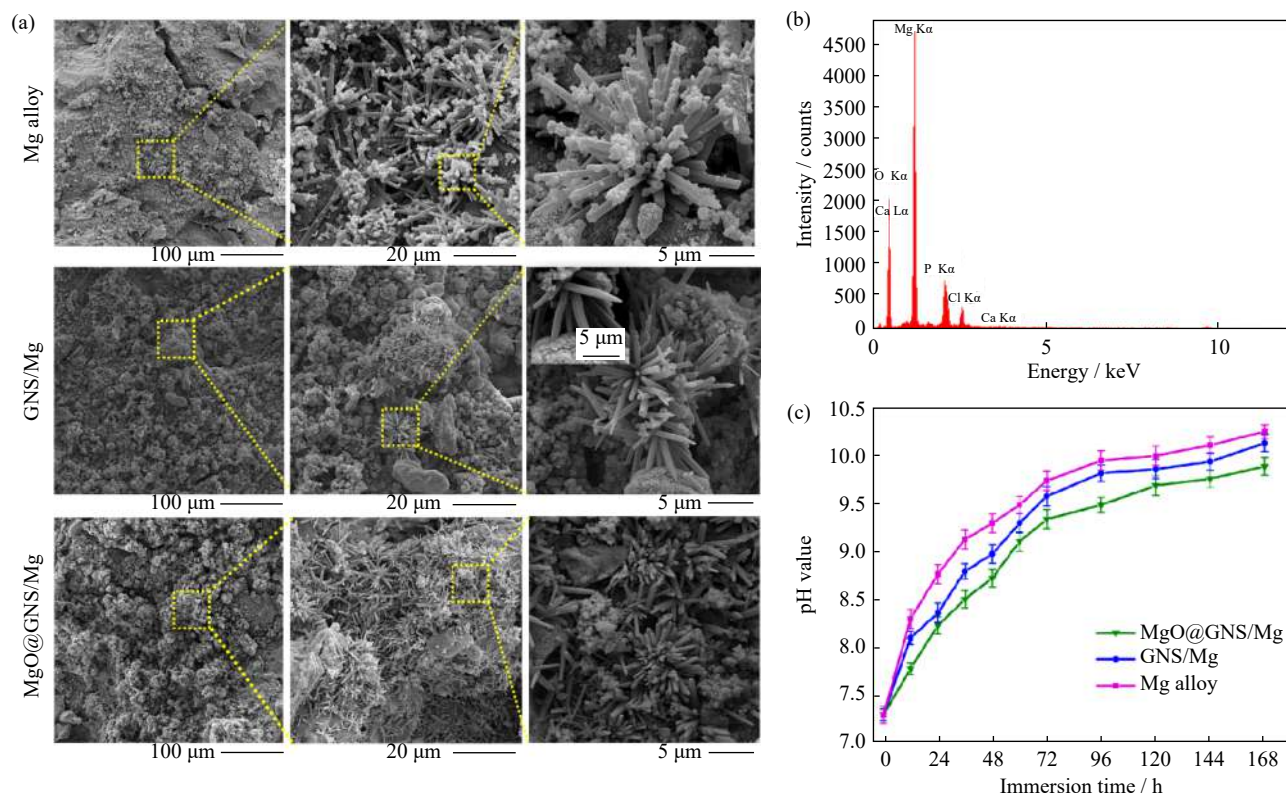 (a)
Mg alloy
100 μm
20 μm
5 μm
GNS/Mg
5 μm
100 μm
20 μm
5 μm
MgO@GNS/Mg
100 μm
20 μm
5 μm
(b)
Intensity / counts
4500
4000
3500
3000
2500
2000
1500
1000
500
0
Mg Kα
O Kα
Ca Lα
P Kα
Cl Kα
Ca Kα
0
5
10
Energy / keV
(c)
pH value
10.5
10.0
9.5
9.0
8.5
8.0
7.5
7.0
MgO@GNS/Mg
GNS/Mg
Mg alloy
0
24
48
72
96
120
144
168
Immersion time / h